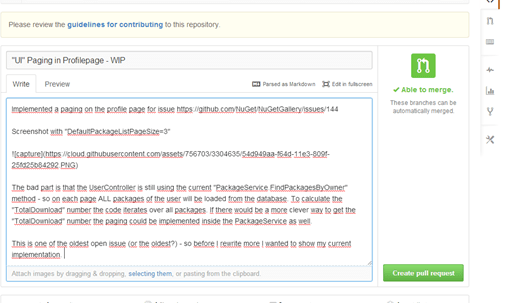 Please review the guidelines for contributing to this repository.
"UI" Paging in Profilepage - WIP
Write Preview Parsed as Markdown Edit in fullscreen
Implemented a paging on the profile page for issue https://github.com/NuGet/NuGetGallery/issues/144
Screenshot with "DefaultPackageListPageSize=3"
![capture](https://cloud.githubusercontent.com/assets/756703/3304635/54d949aa-f64d-11e3-809f-
25fd25b84292.PNG)
The bad part is that the UserController is still using the current "PackageService FindPackagesByOwner"
method - so on each page ALL packages of the user will be loaded from the database. To calculate the
"TotalDownload" number the code iterates over all packages. If there would be a more clever way to get the
"TotalDownload" number the paging could be implemented inside the PackageService as well.
This is one of the oldest open issue (or the oldest?) - so before I rewrite more I wanted to show my current
implementation.
Attach images by dragging & dropping, selecting them, or pasting from the clipboard.
Able to merge.
These branches can be
automatically merged.
Create pull request